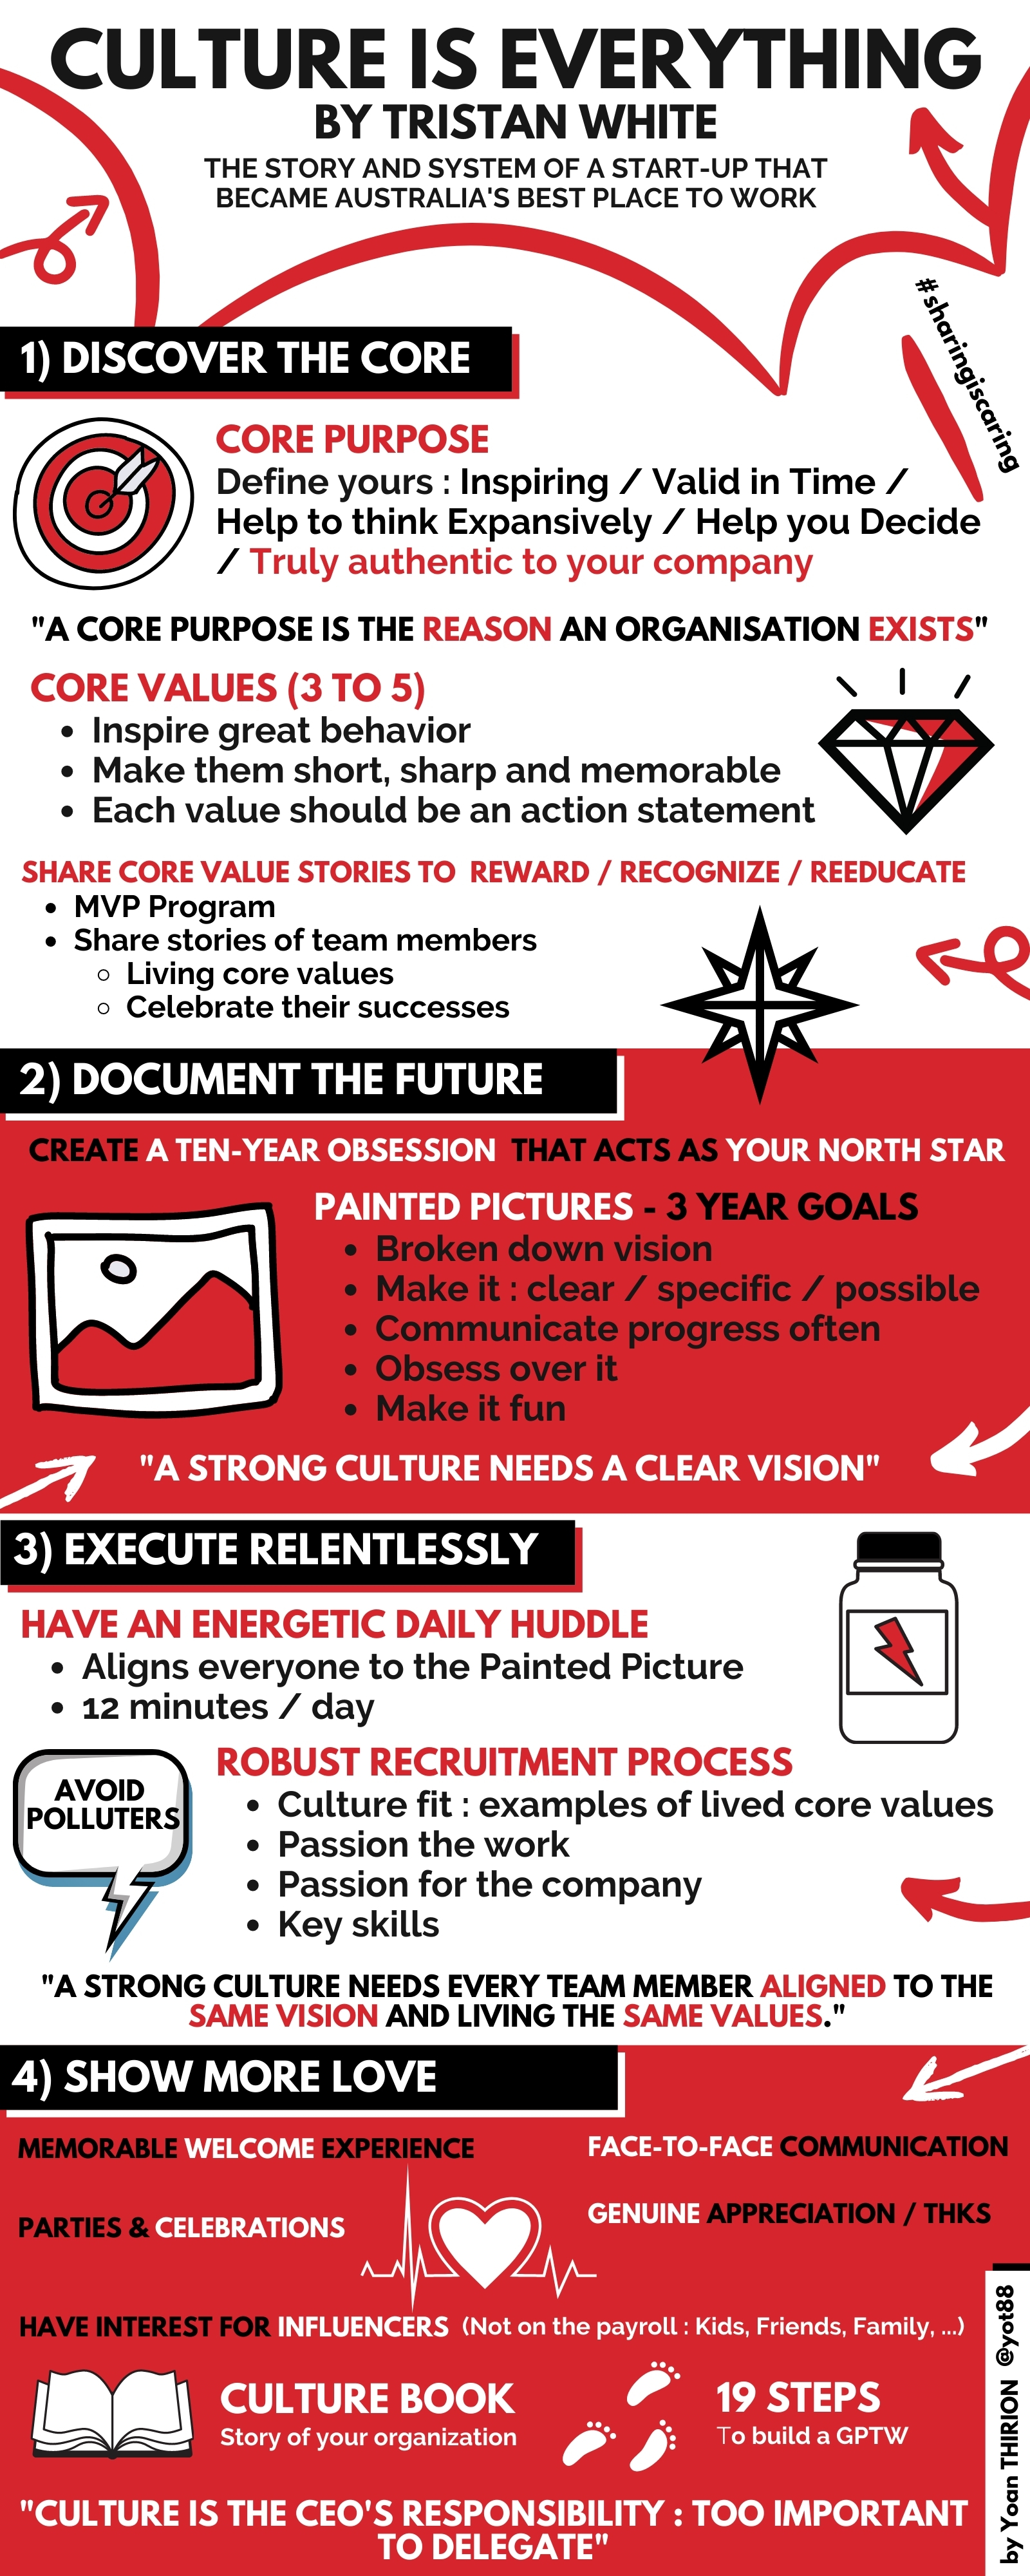 CULTURE IS EVERYTHING
BY TRISTAN WHITE
THE STORY AND SYSTEM OF A START-UP THAT
BECAME AUSTRALIA'S BEST PLACE TO WORK
#sharingiscaring
1) DISCOVER THE CORE
CORE PURPOSE
Define yours : Inspiring / Valid in Time /
Help to think Expansively / Help you Decide
/ Truly authentic to your company
"A CORE PURPOSE IS THE REASON AN ORGANISATION EXISTS"
CORE VALUES (3 TO 5)
• Inspire great behavior
• Make them short, sharp and memorable
• Each value should be an action statement
SHARE CORE VALUE STORIES TO REWARD / RECOGNIZE / REEDUCATE
• MVP Program
• Share stories of team members
○ Living core values
○ Celebrate their successes
2) DOCUMENT THE FUTURE
CREATE A TEN-YEAR OBSESSION THAT ACTS AS YOUR NORTH STAR
PAINTED PICTURES - 3 YEAR GOALS
• Broken down vision
• Make it : clear / specific / possible
• Communicate progress often
• Obsess over it
• Make it fun
"A STRONG CULTURE NEEDS A CLEAR VISION"
3) EXECUTE RELENTLESSLY
HAVE AN ENERGETIC DAILY HUDDLE
• Aligns everyone to the Painted Picture
• 12 minutes / day
AVOID
POLLUTERS
ROBUST RECRUITMENT PROCESS
• Culture fit : examples of lived core values
• Passion the work
• Passion for the company
• Key skills
"A STRONG CULTURE NEEDS EVERY TEAM MEMBER ALIGNED TO THE
SAME VISION AND LIVING THE SAME VALUES."
4) SHOW MORE LOVE
MEMORABLE WELCOME EXPERIENCE
FACE-TO-FACE COMMUNICATION
PARTIES & CELEBRATIONS
GENUINE APPRECIATION / THKS
HAVE INTEREST FOR INFLUENCERS (Not on the payroll : Kids, Friends, Family, ...)
CULTURE BOOK
Story of your organization
19 STEPS
To build a GPTW
"CULTURE IS THE CEO'S RESPONSIBILITY : TOO IMPORTANT
TO DELEGATE"
by Yoan THIRION @yot88